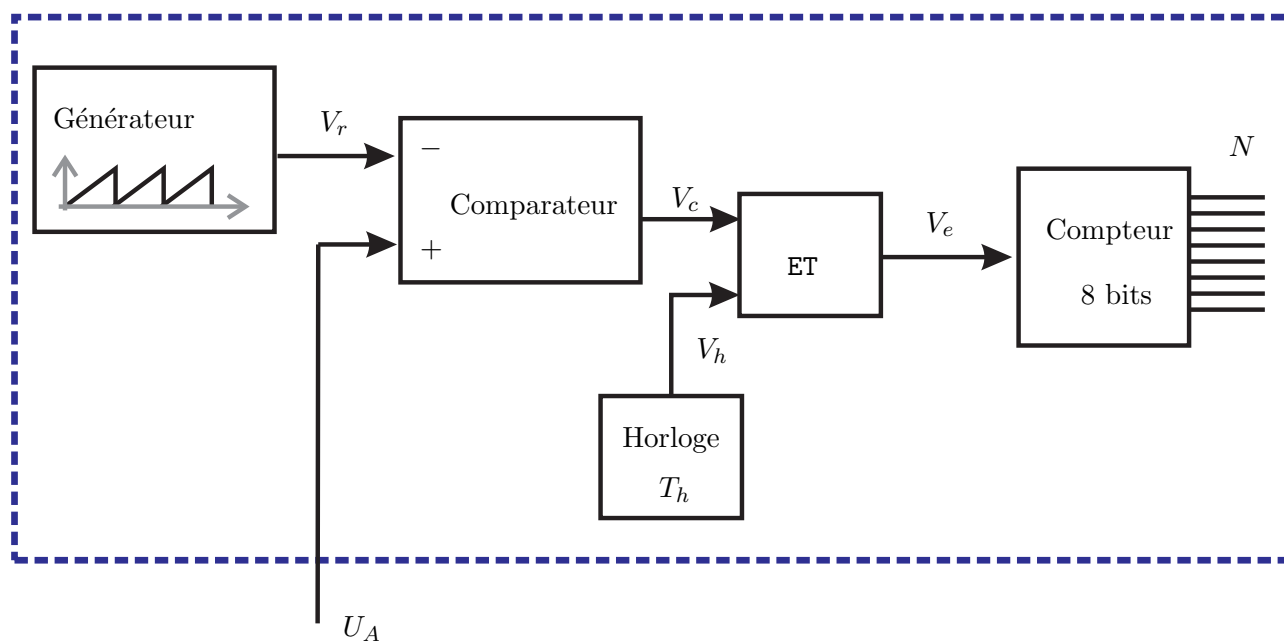 Générateur
V_r
−
Comparateur
+
V_c
ET
V_h
Horloge
T_h
V_e
Compteur
8 bits
N
U_A